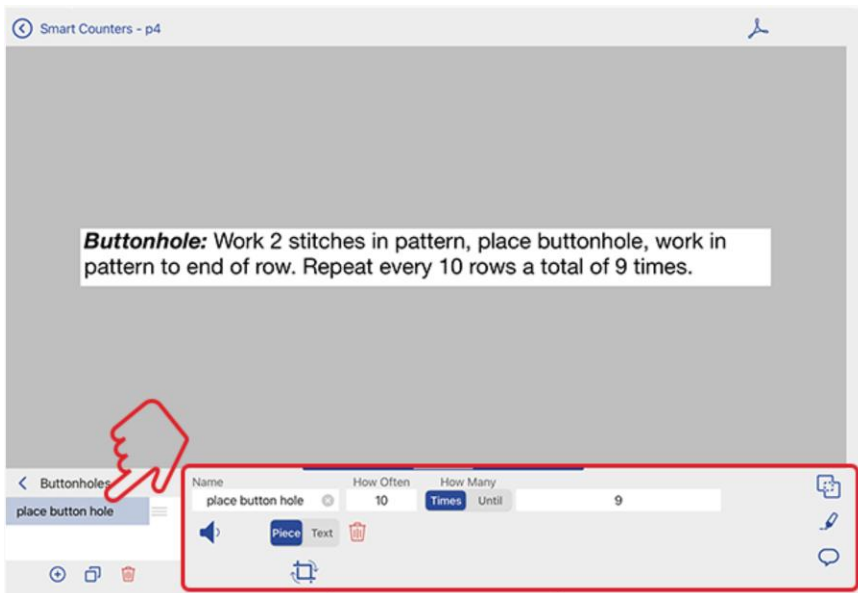 Smart Counters - p4
Buttonhole: Work 2 stitches in pattern, place buttonhole, work in
pattern to end of row. Repeat every 10 rows a total of 9 times.
Buttonholes
place button hole
Name How Often How Many
place button hole 10 Times Until 9
Piece Text